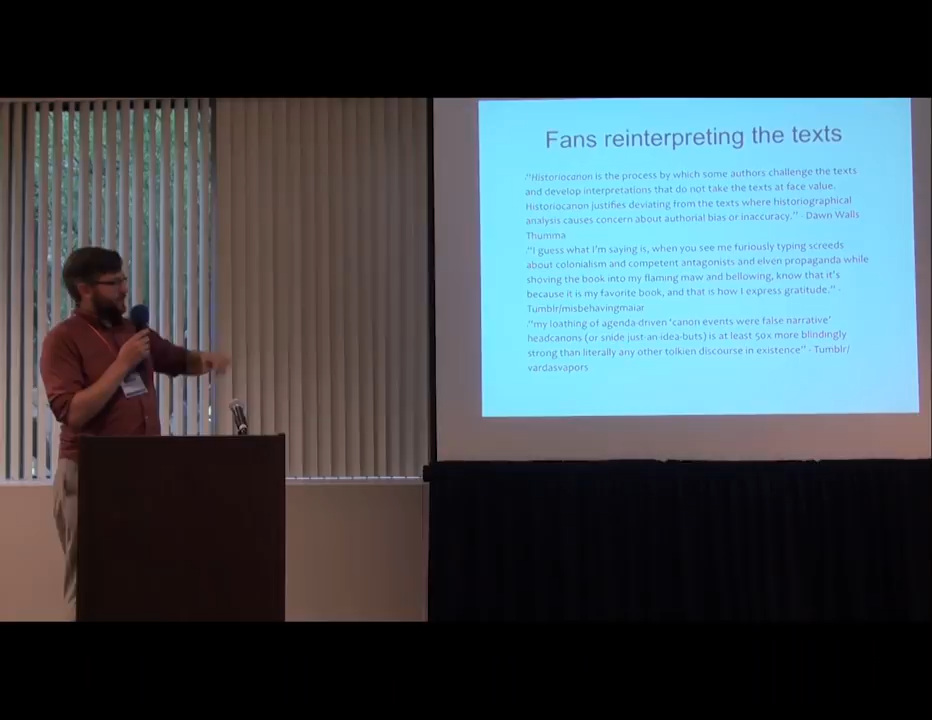 Fans reinterpreting the texts
."Historiocanon is the process by which some authors challenge the texts
and develop interpretations that do not take the texts at face value.
Historiocanon justifies deviating from the texts where historiographical
analysis causes concern about authorial bias or inaccuracy." - Dawn Walls
Thumma
."I guess what I'm saying is, when you see me furiously typing screeds
about colonialism and competent antagonists and elven propaganda while
shoving the book into my flaming maw and bellowing, know that it's
because it is my favorite book, and that is how I express gratitude." -
Tumblr/misbehavingmaiar
."my loathing of agenda driven 'canon events were false narrative'
headcanons (or snide just-an-idea-buts) is at least 50x more blindingly
strong than literally any other tolkien discourse in existence" - Tumblr/
vardasvapors